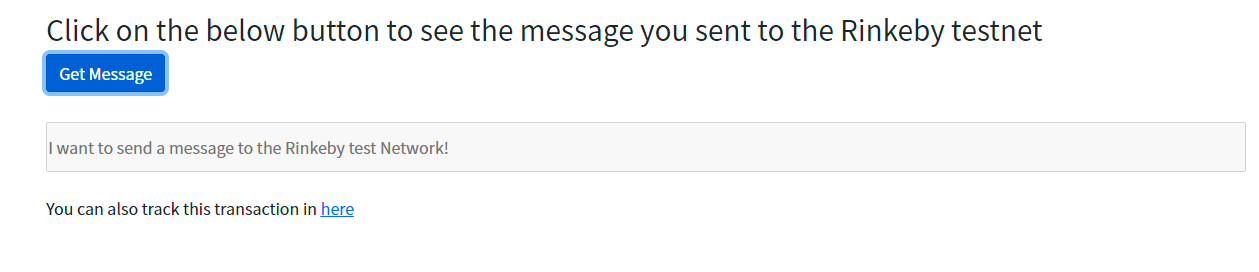 Click on the below button to see the message you sent to the Rinkeby testnet
Get Message
I want to send a message to the Rinkeby test Network!
You can also track this transaction in here